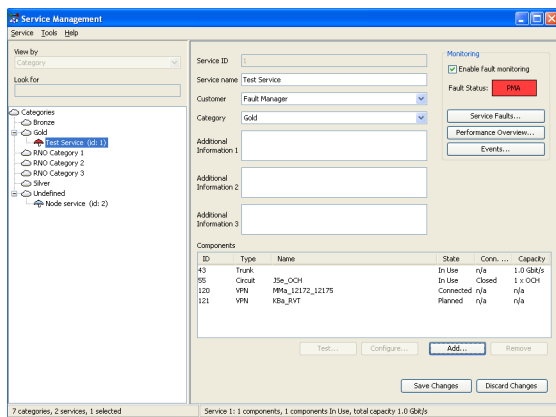 Service Management
Service Tools Help
View by
Category
Look for
Categories
Bronze
Gold
Test Service (id: 1)
RNO Category 1
RNO Category 2
RNO Category 3
Silver
Undefined
Node service (id: 2)
Service ID
1
Service name Test Service
Customer Fault Manager
Category Gold
Additional
Information 1
Additional
Information 2
Additional
Information 3
Monitoring
Enable fault monitoring
Fault Status: PMA
Service Faults...
Performance Overview...
Events...
Components
ID Type Name State Conn. ... Capacity
43 Trunk In Use n/a 1.0 Gbit/s
55 Circuit JSe_OCH In Use Closed 1 x OCH
120 VPN MMa_12172_12175 Connected n/a n/a
121 VPN KBa_RVT Planned n/a n/a
Test... Configure... Add... Remove
Save Changes Discard Changes
7 categories, 2 services, 1 selected
Service 1: 1 components, 1 components In Use, total capacity 1.0 Gbit/s